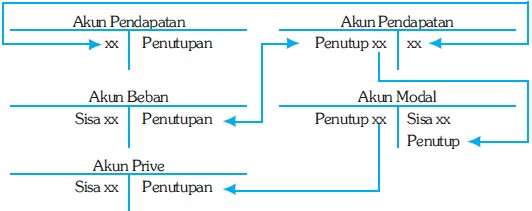 Akun Pendapatan
xx Penutupan
Akun Pendapatan
Penutup xx xx
Akun Beban
Sisa xx Penutupan
Akun Modal
Penutup xx Sisa xx
Penutup
Akun Prive
Sisa xx Penutupan